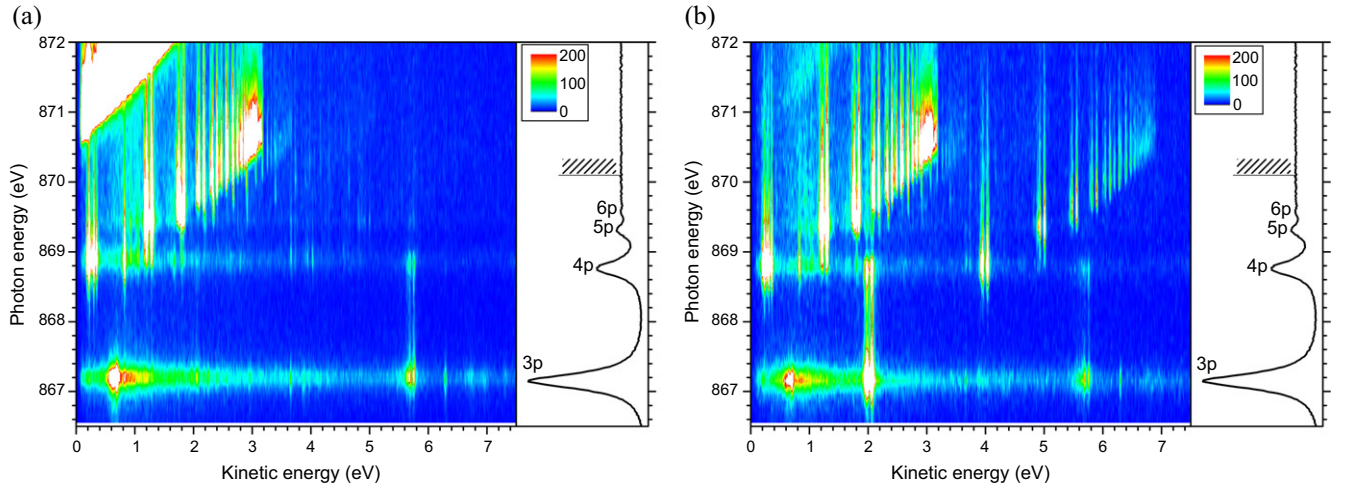 (a)
(b)
872
871
870
869
868
867
200
100
0
6p
5p
4p
3p
0 1 2 3 4 5 6 7
Photon energy (eV)
Kinetic energy (eV)
872
871
870
869
868
867
200
100
0
6p
5p
4p
3p
0 1 2 3 4 5 6 7
Photon energy (eV)
Kinetic energy (eV)